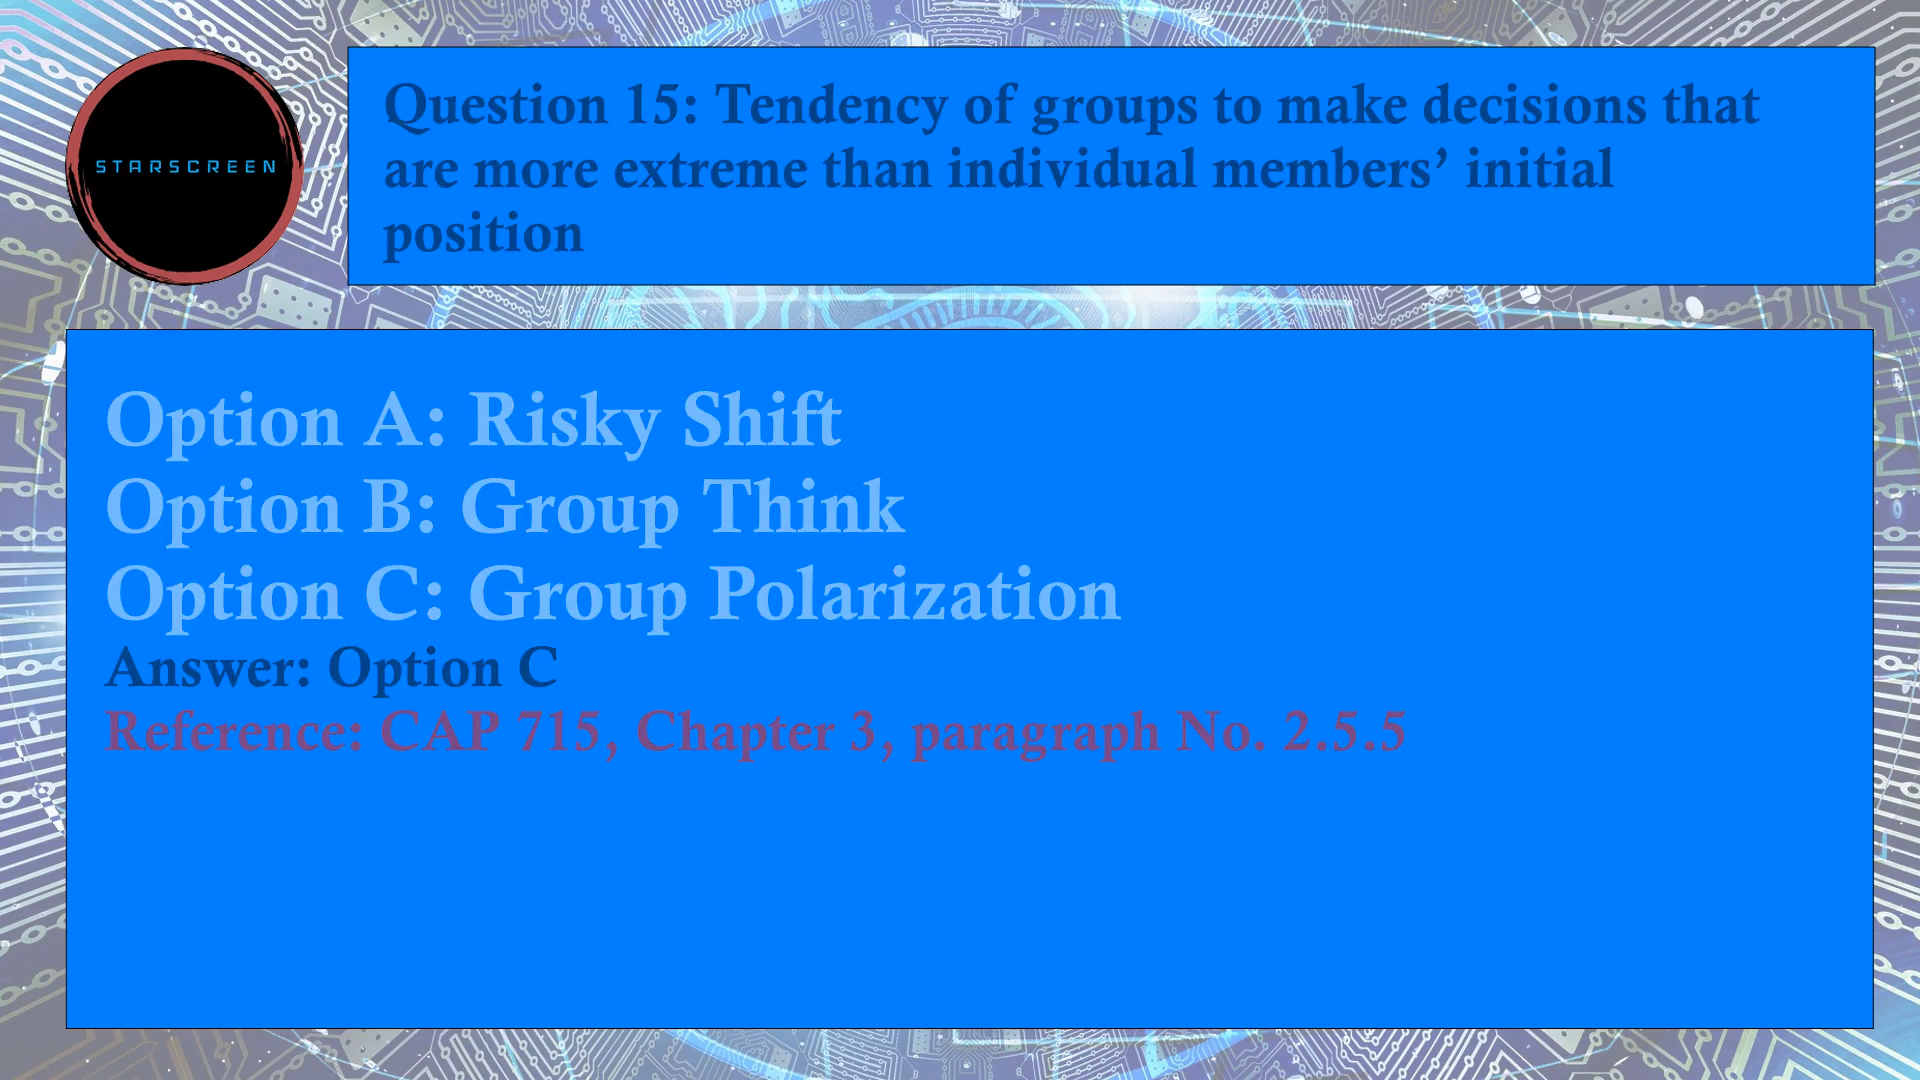 STARSCREEN
Question 15: Tendency of groups to make decisions that
are more extreme than individual members’ initial
position
Option A: Risky Shift
Option B: Group Think
Option C: Group Polarization
Answer: Option C
Reference: CAP 715, Chapter 3, paragraph No. 2.5.5